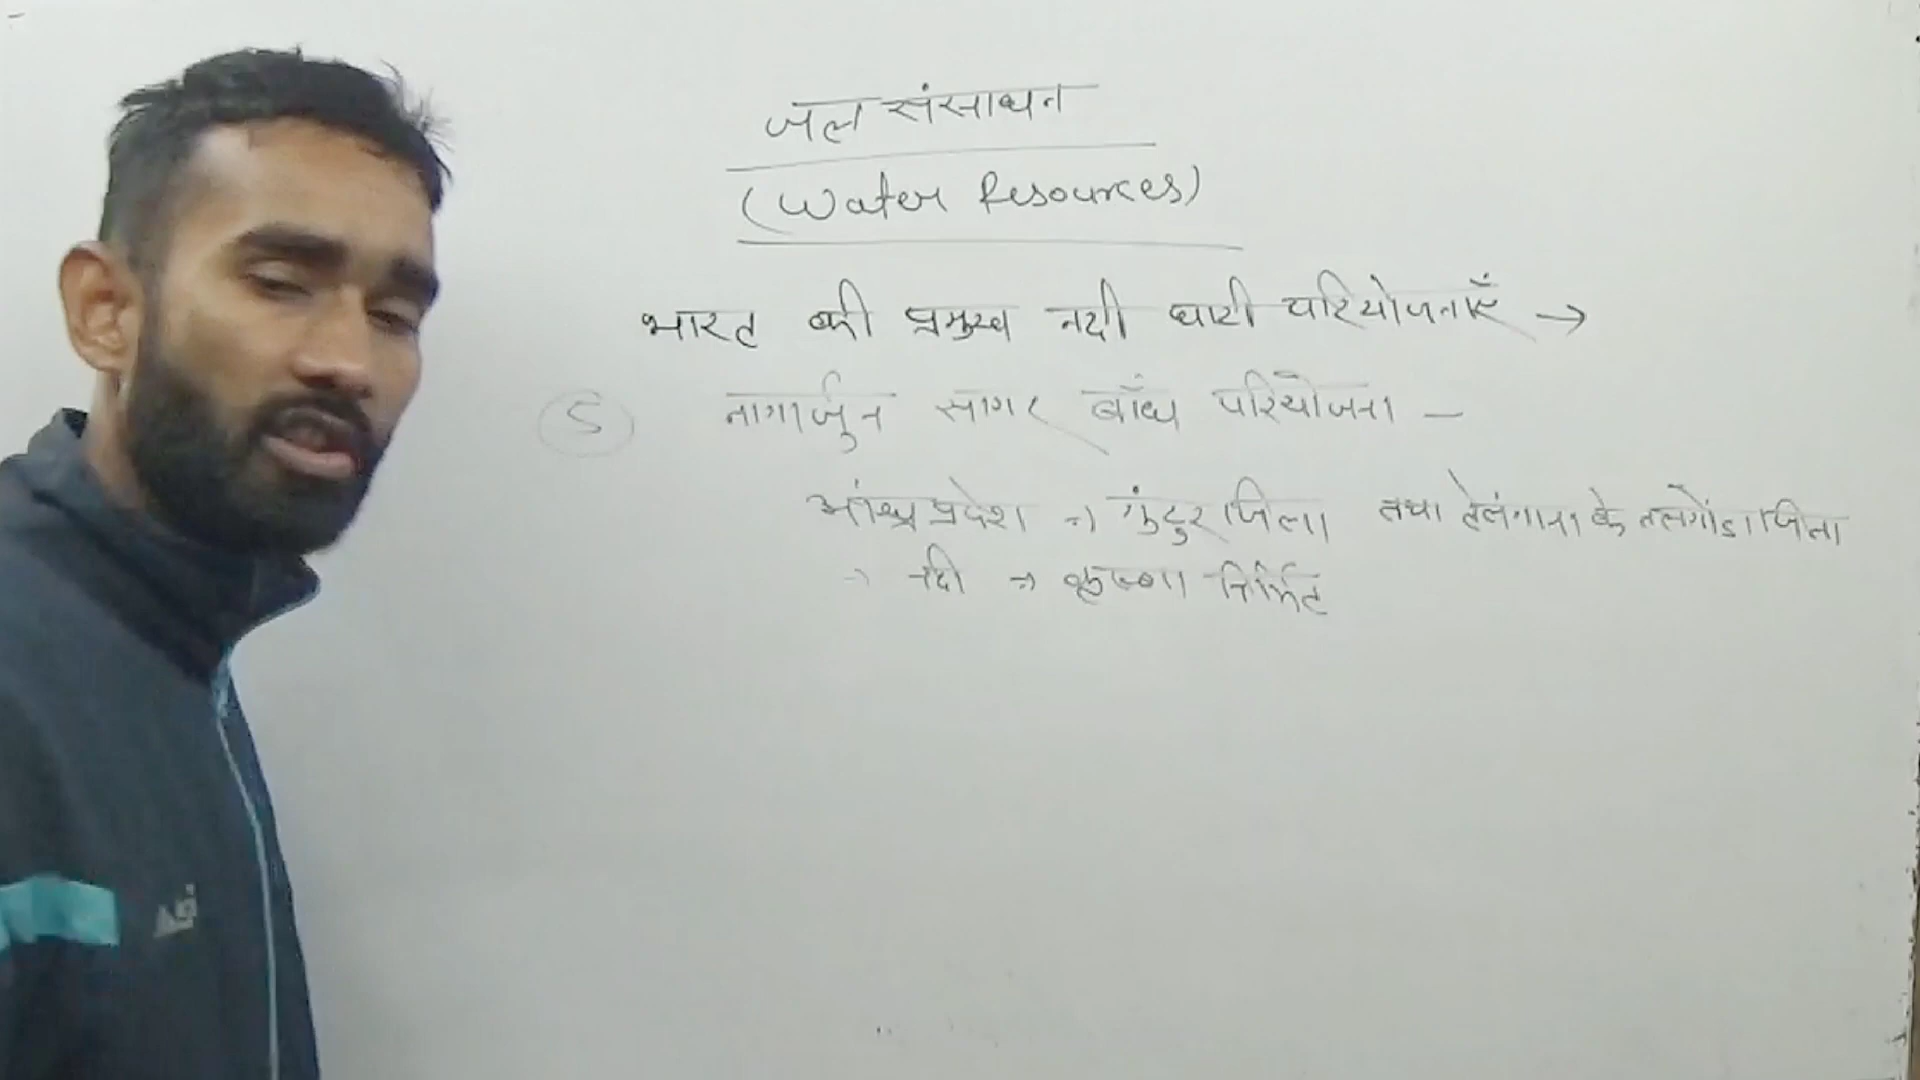 जल संसाधन
(Water Resources)
भारत की प्रमुख नदी घाटी परियोजनाएँ →
5 नागार्जुन सागर बाँध परियोजना –
आंध्र प्रदेश => गुंटुर जिला तथा तेलंगाना के नलगोंडा जिला
→ नदी => कृष्णा निर्मित